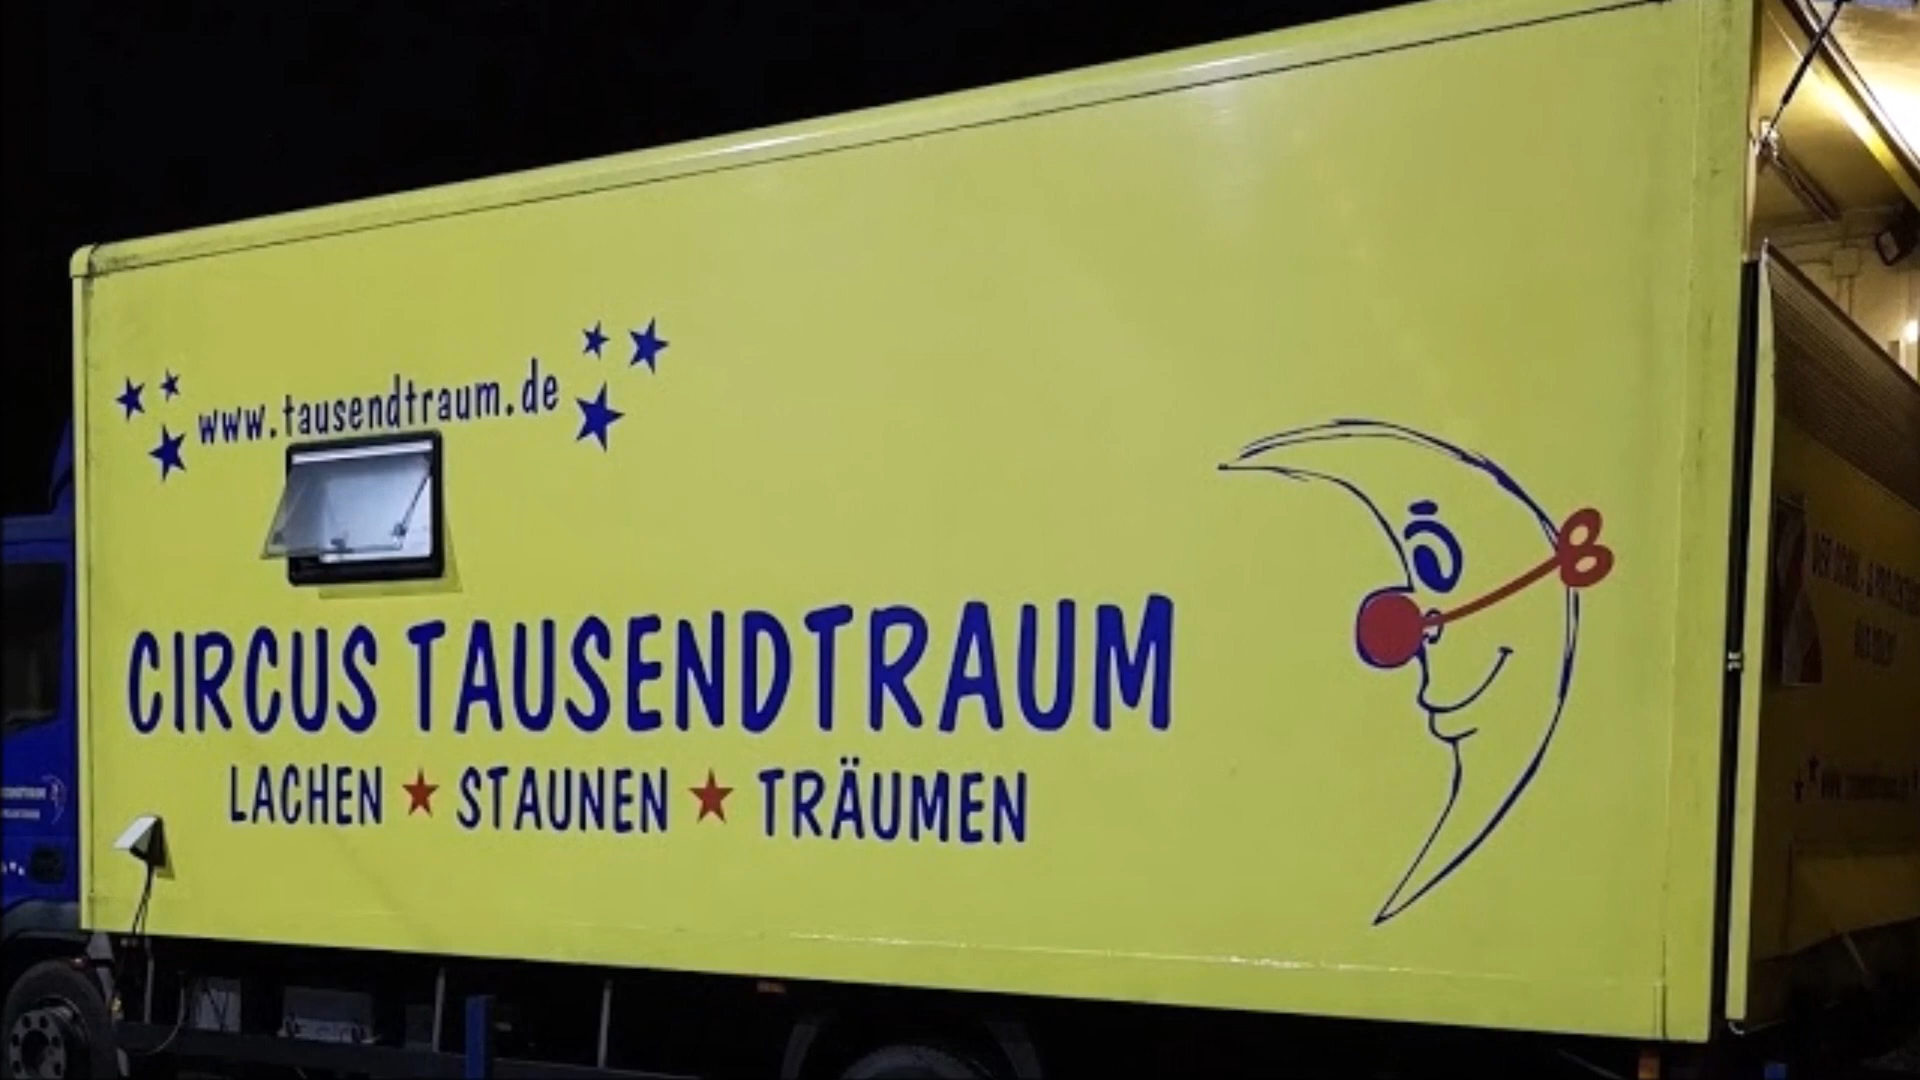 www.tausendtraum.de
CIRCUS TAUSENDTRAUM
LACHEN ★ STAUNEN ★ TRÄUMEN